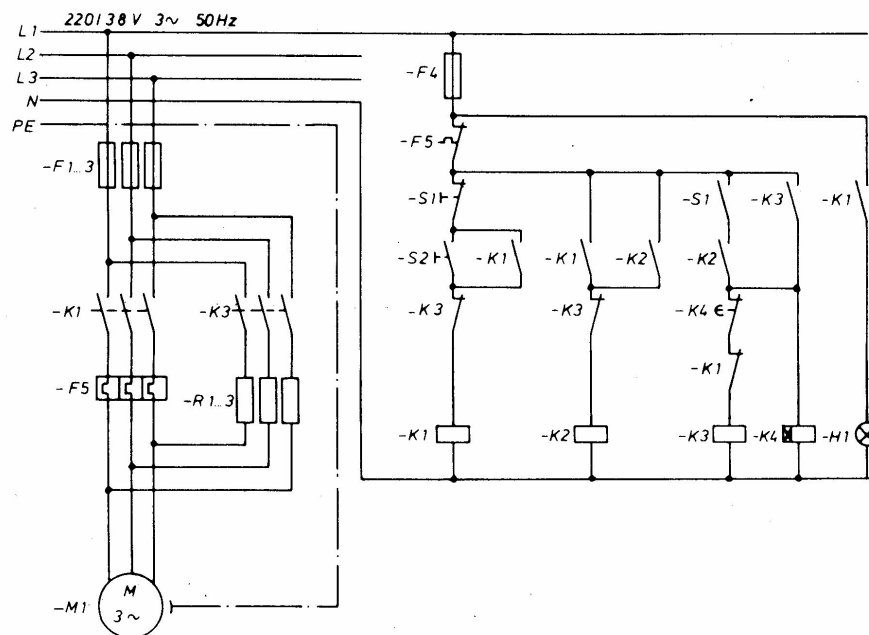 220/38 V 3~ 50Hz
L1
L2
L3
N
PE
-F1...3
-K1
-K3
-F5
-R1...3
-M1
M
3~
-F4
-F5
-S1
-S1
-K3
-K1
-S2
-K1
-K1
-K2
-K2
-K3
-K3
-K4
-K1
-K1
-K2
-K3
-K4
-H1